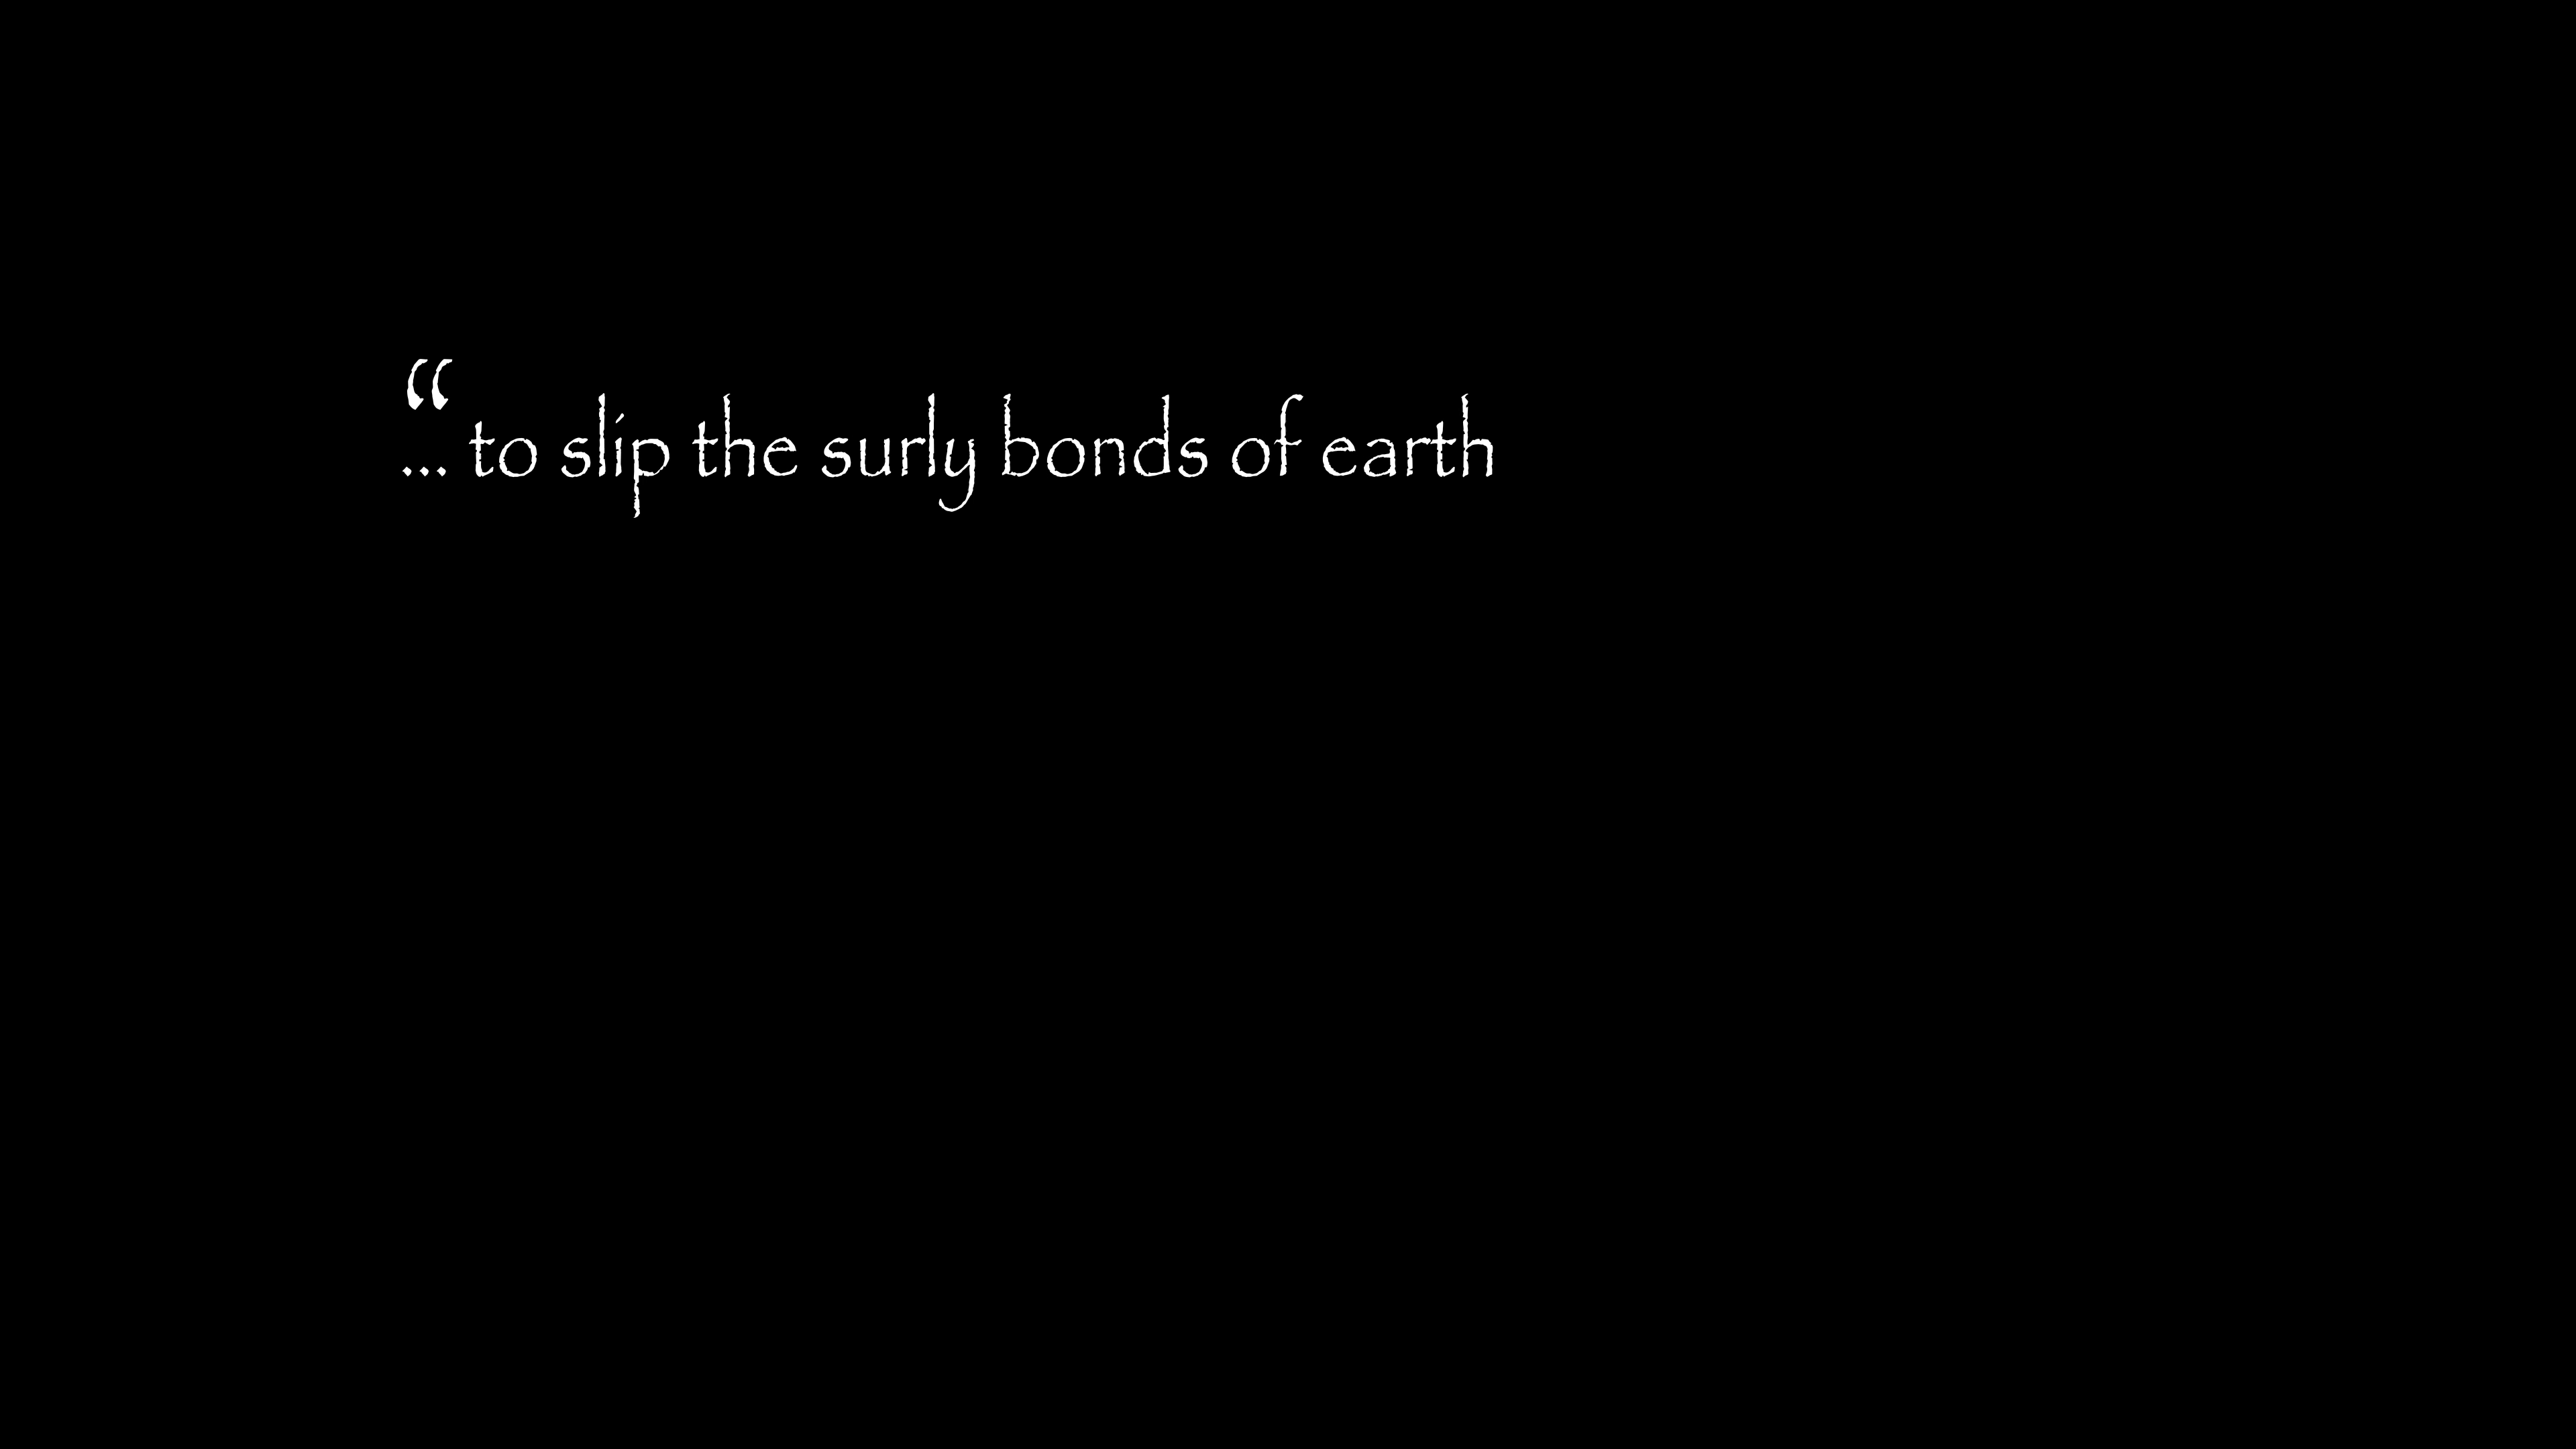 “
... to slip the surly bonds of earth